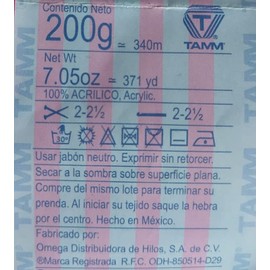 Contenido Neto
200g ≃ 340m
TAMM
Net Wt
7.05oz ≃ 371 yd
100% ACRILICO, Acrylic.
2-2½ 2-2½
30°
Usar jabón neutro. Exprimir sin retorcer.
Secar a la sombra sobre superficie plana.
Compre del mismo lote para terminar su
prenda. Al iniciar su tejido saque la hebra
por el centro. Hecho en México.
Fabricado por:
Omega Distribuidora de Hilos, S.A. de C.V.
®Marca Registrada R.F.C. ODH-850514-D29
TAMM
TAMM
TAMM